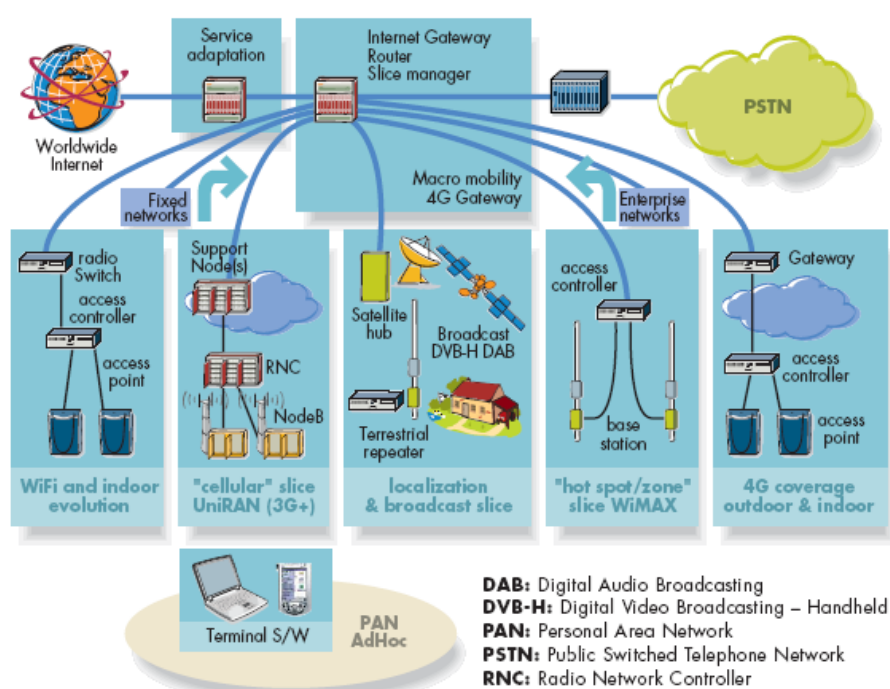 Service
adaptation
Internet Gateway
Router
Slice manager
PSTN
Worldwide
Internet
Macro mobility
4G Gateway
Fixed
networks
Enterprise
networks
radio
Switch
access
controller
access
point
WiFi and indoor
evolution
Support
Node(s)
RNC
NodeB
"cellular" slice
UniRAN (3G+)
Satellite
hub
Broadcast
DVB-H DAB
Terrestrial
repeater
localization
& broadcast slice
access
controller
base
station
"hot spot/zone"
slice WiMAX
Gateway
access
controller
access
point
4G coverage
outdoor & indoor
Terminal S/W
PAN
AdHoc
DAB: Digital Audio Broadcasting
DVB-H: Digital Video Broadcasting – Handheld
PAN: Personal Area Network
PSTN: Public Switched Telephone Network
RNC: Radio Network Controller